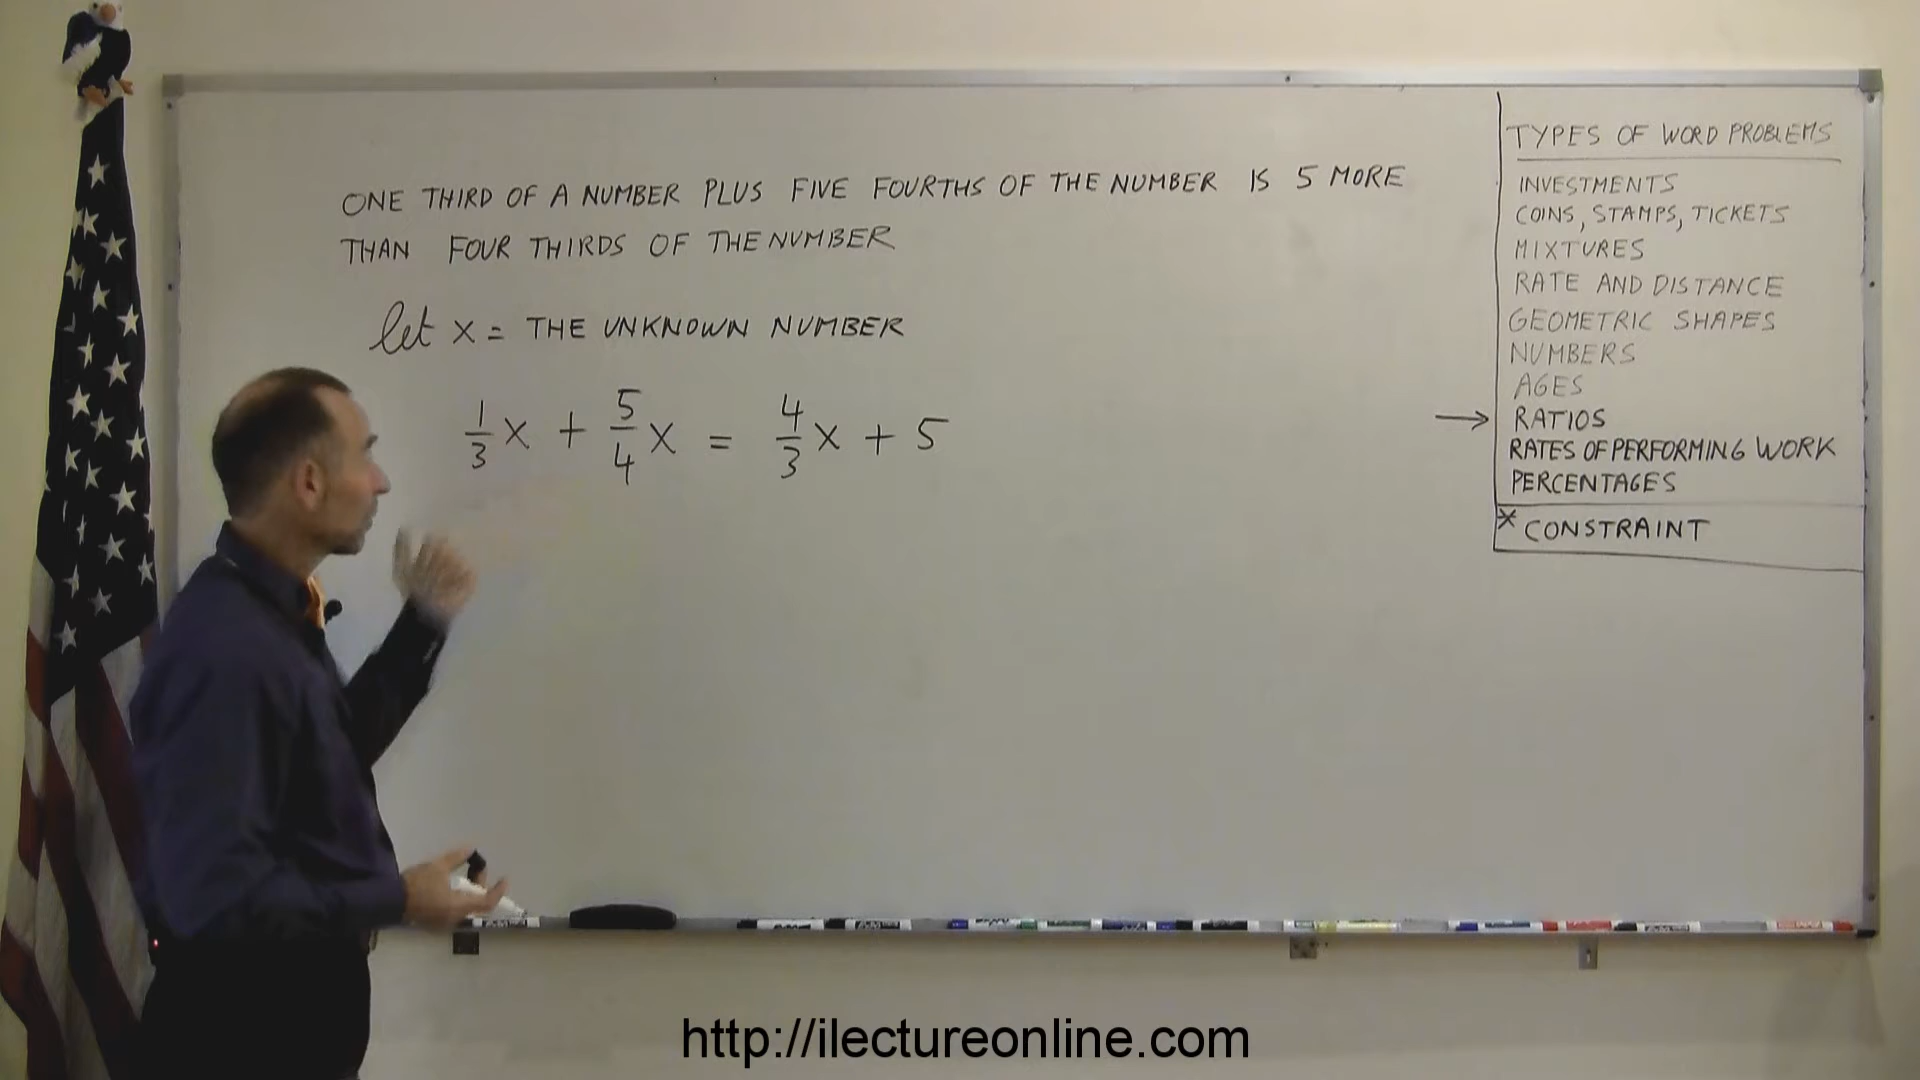 ONE THIRD OF A NUMBER PLUS FIVE FOURTHS OF THE NUMBER IS 5 MORE
THAN FOUR THIRDS OF THE NUMBER
let x = THE UNKNOWN NUMBER
1/3 x + 5/4 x = 4/3 x + 5
TYPES OF WORD PROBLEMS
INVESTMENTS
COINS, STAMPS, TICKETS
MIXTURES
RATE AND DISTANCE
GEOMETRIC SHAPES
NUMBERS
AGES
→ RATIOS
RATES OF PERFORMING WORK
PERCENTAGES
* CONSTRAINT
http://ilectureonline.com